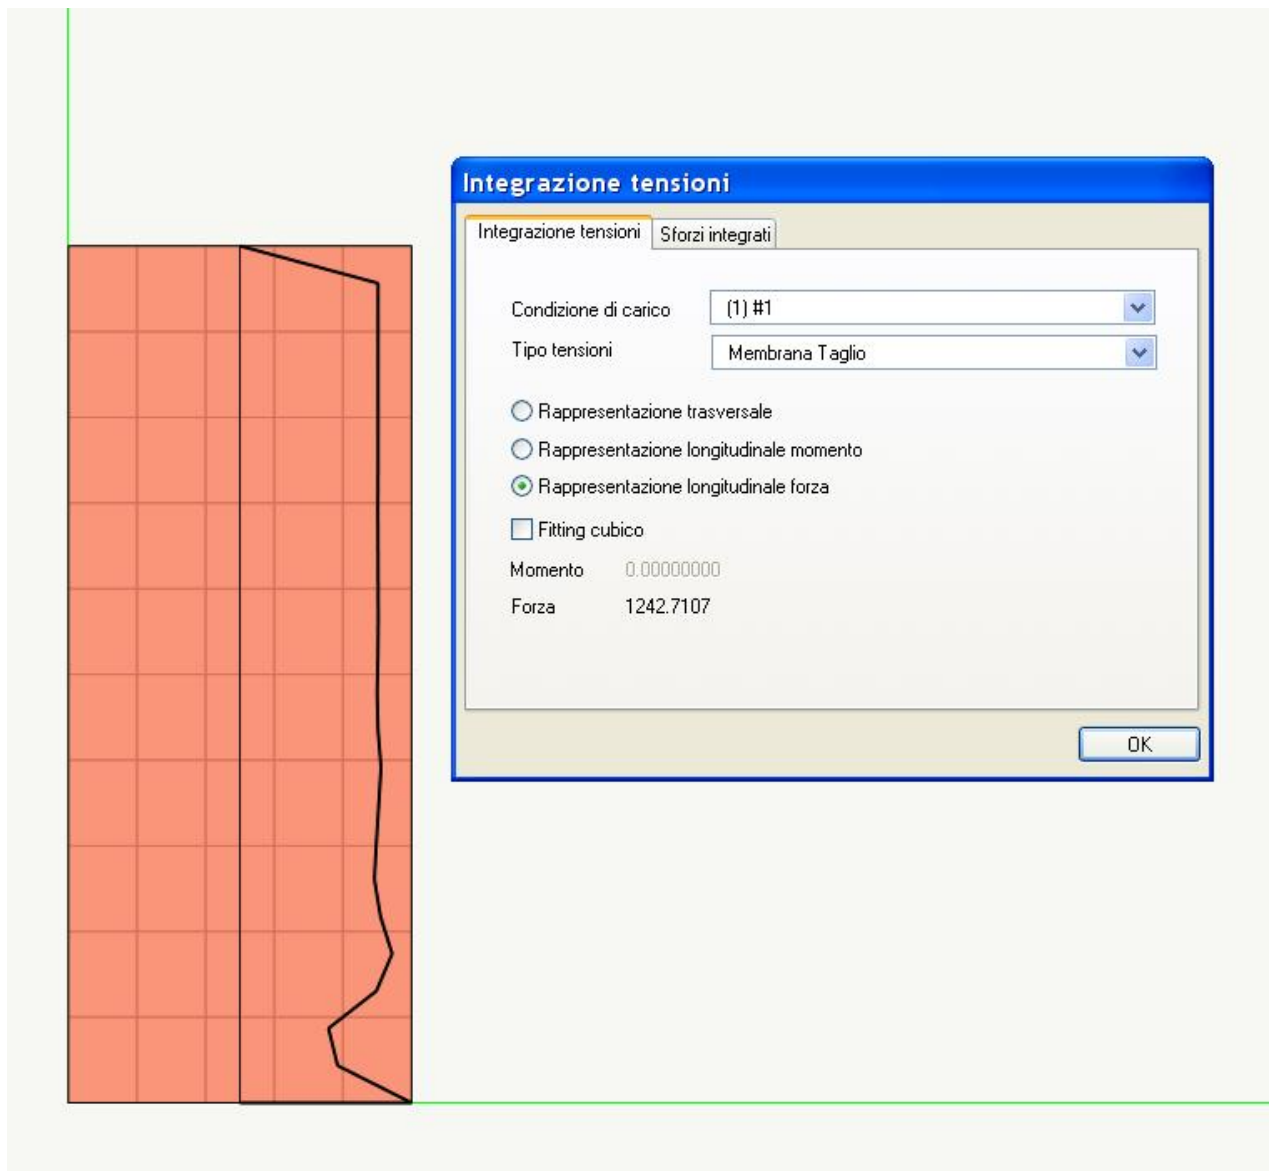 Integrazione tensioni
Integrazione tensioni Sforzi integrati
Condizione di carico (1) #1
Tipo tensioni Membrana Taglio
Rappresentazione trasversale
Rappresentazione longitudinale momento
Rappresentazione longitudinale forza
Fitting cubico
Momento 0.00000000
Forza 1242.7107
OK